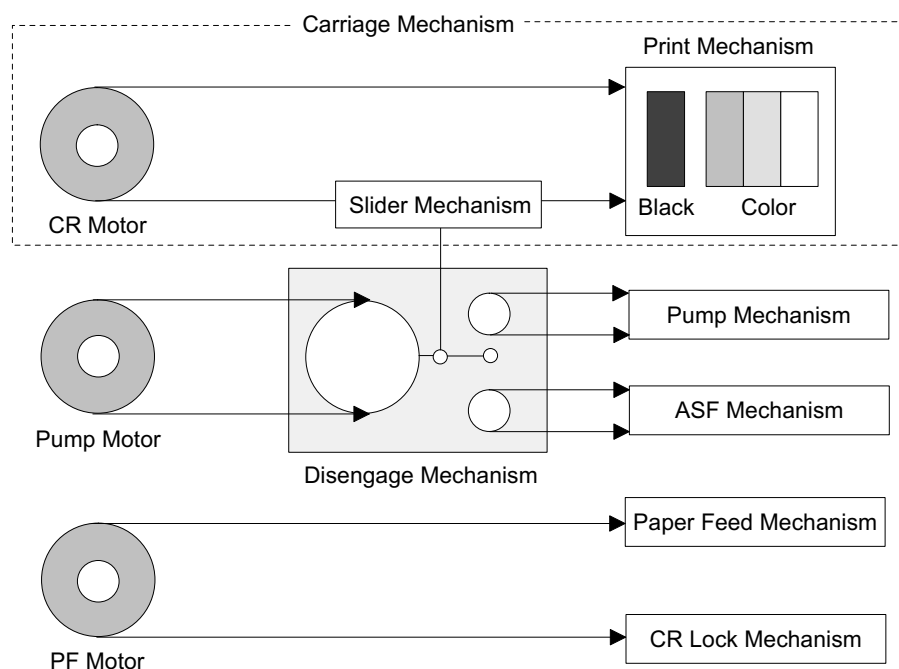 Carriage Mechanism
Print Mechanism
Slider Mechanism
Black
Color
CR Motor
Pump Mechanism
ASF Mechanism
Pump Motor
Disengage Mechanism
Paper Feed Mechanism
CR Lock Mechanism
PF Motor